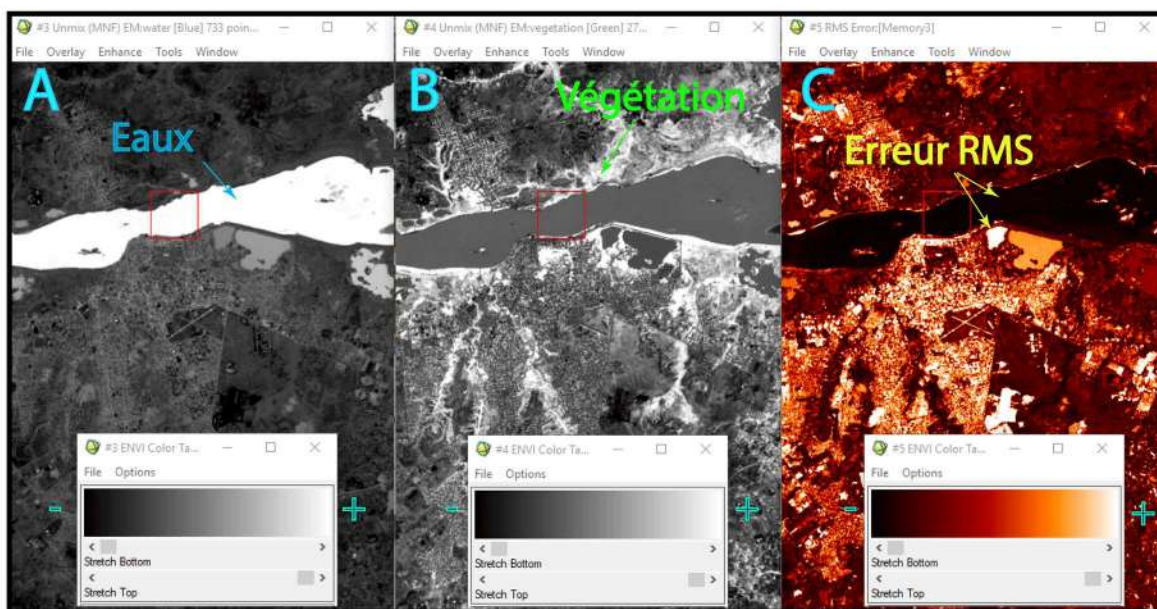 #3 Unmix (MNF) EM:water [Blue] 733 poin...
File Overlay Enhance Tools Window
A
Eaux
#3 ENVI Color Ta...
File Options
- +
Stretch Bottom
Stretch Top
#4 Unmix (MNF) EM:vegetation [Green] 27...
File Overlay Enhance Tools Window
B
Végétation
#4 ENVI Color Ta...
File Options
- +
Stretch Bottom
Stretch Top
#5 RMS Error:[Memory3]
File Overlay Enhance Tools Window
C
Erreur RMS
#5 ENVI Color Ta...
File Options
- +
Stretch Bottom
Stretch Top